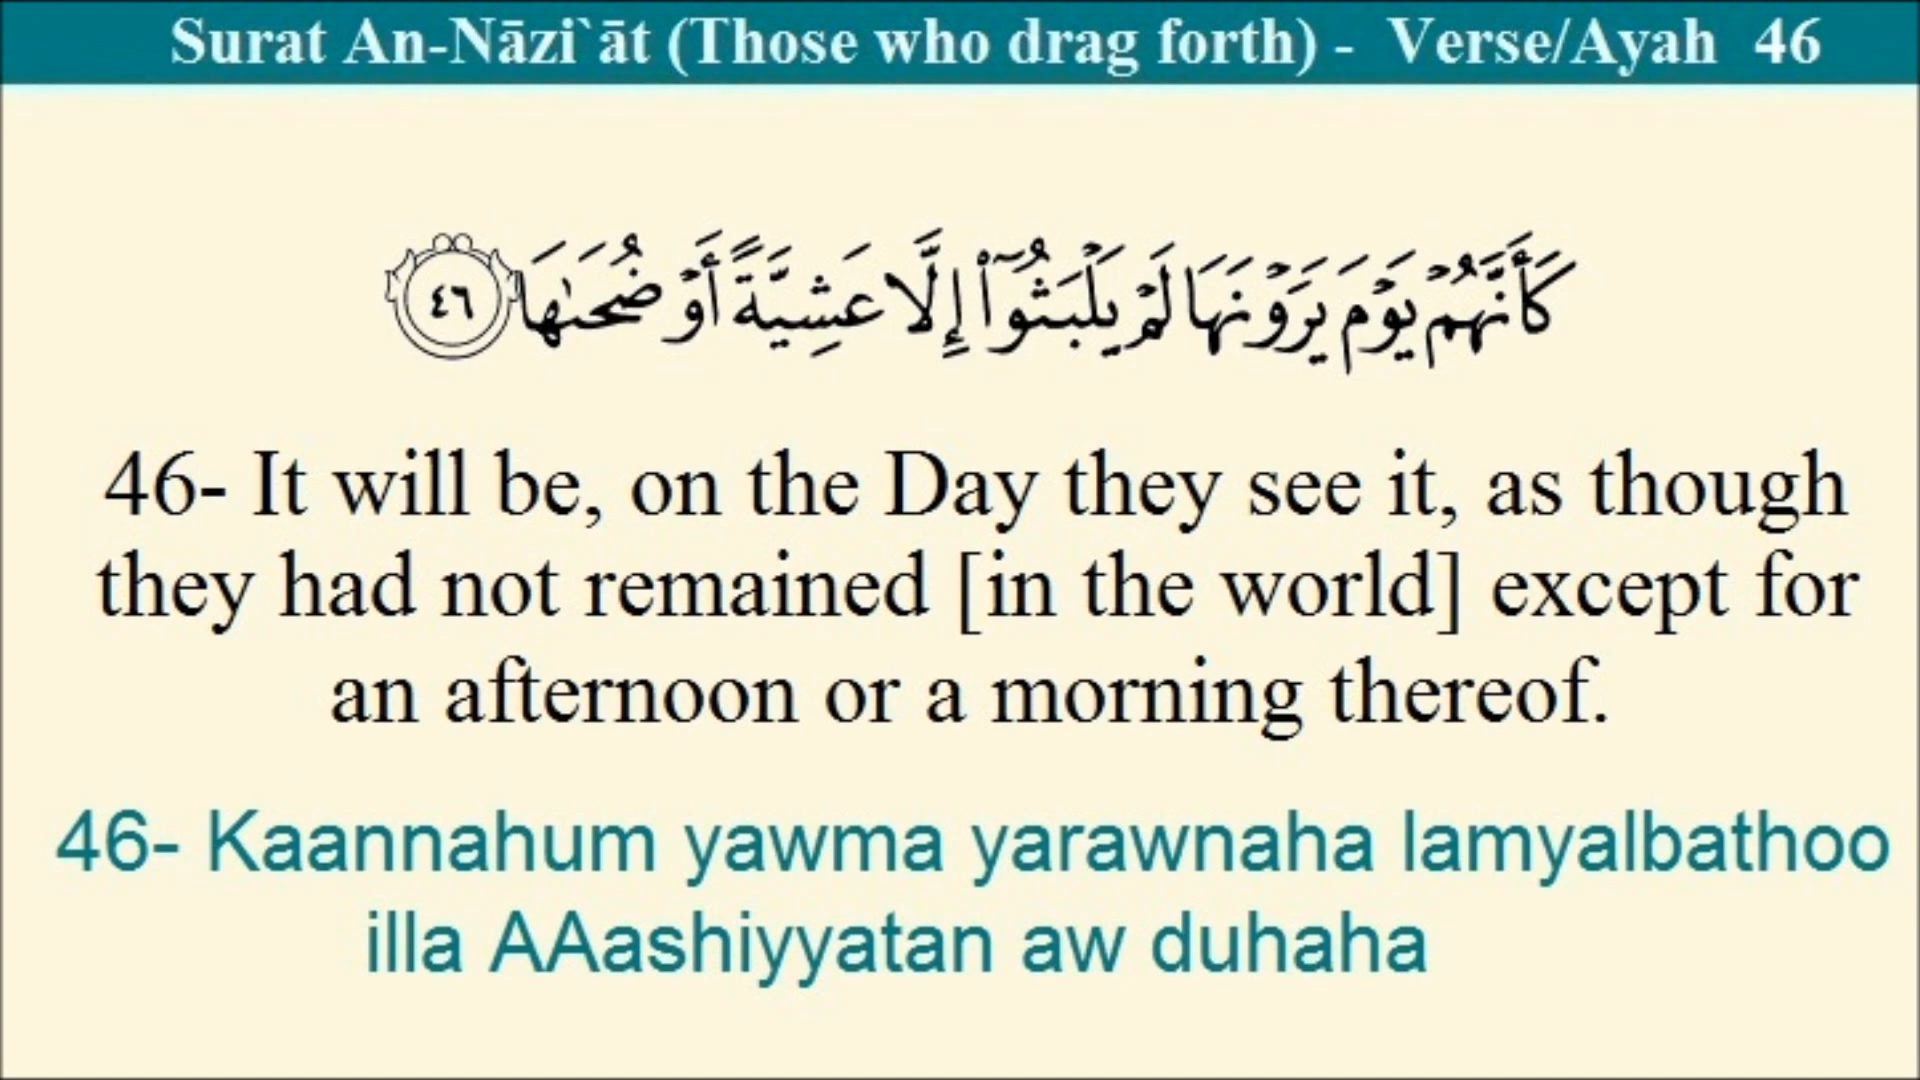 Surat An-Nāzi`āt (Those who drag forth) - Verse/Ayah 46
كَأَنَّهُمْ يَوْمَ يَرَوْنَهَا لَمْ يَلْبَثُوٓا۟ إِلَّا عَشِيَّةً أَوْ ضُحَىٰهَا ٤٦
46- It will be, on the Day they see it, as though
they had not remained [in the world] except for
an afternoon or a morning thereof.
46- Kaannahum yawma yarawnaha lamyalbathoo
illa AAashiyyatan aw duhaha